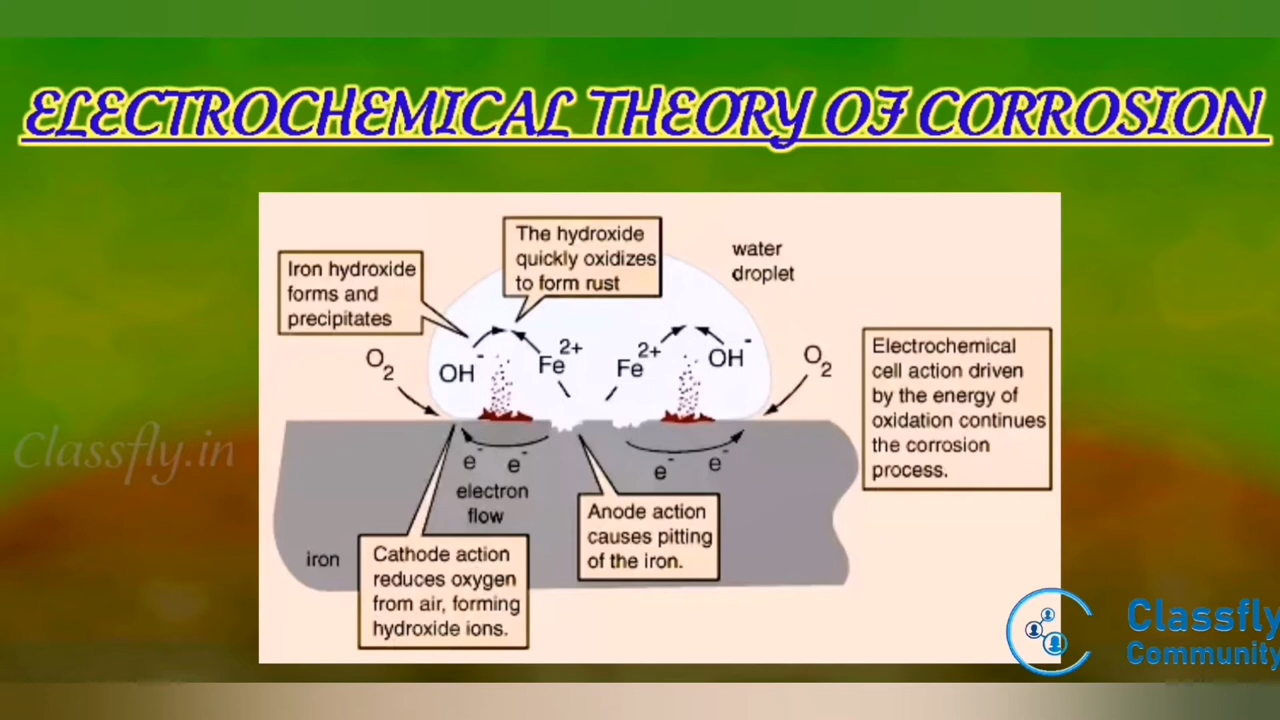 ELECTROCHEMICAL THEORY OF CORROSION
The hydroxide
quickly oxidizes
to form rust
water
droplet
Iron hydroxide
forms and
precipitates
O2
OH-
Fe2+
Fe2+
OH-
O2
Electrochemical
cell action driven
by the energy of
oxidation continues
the corrosion
process.
Classfly.in
e- e-
electron
flow
e- e-
Anode action
causes pitting
of the iron.
iron
Cathode action
reduces oxygen
from air, forming
hydroxide ions.
Classfly
Community